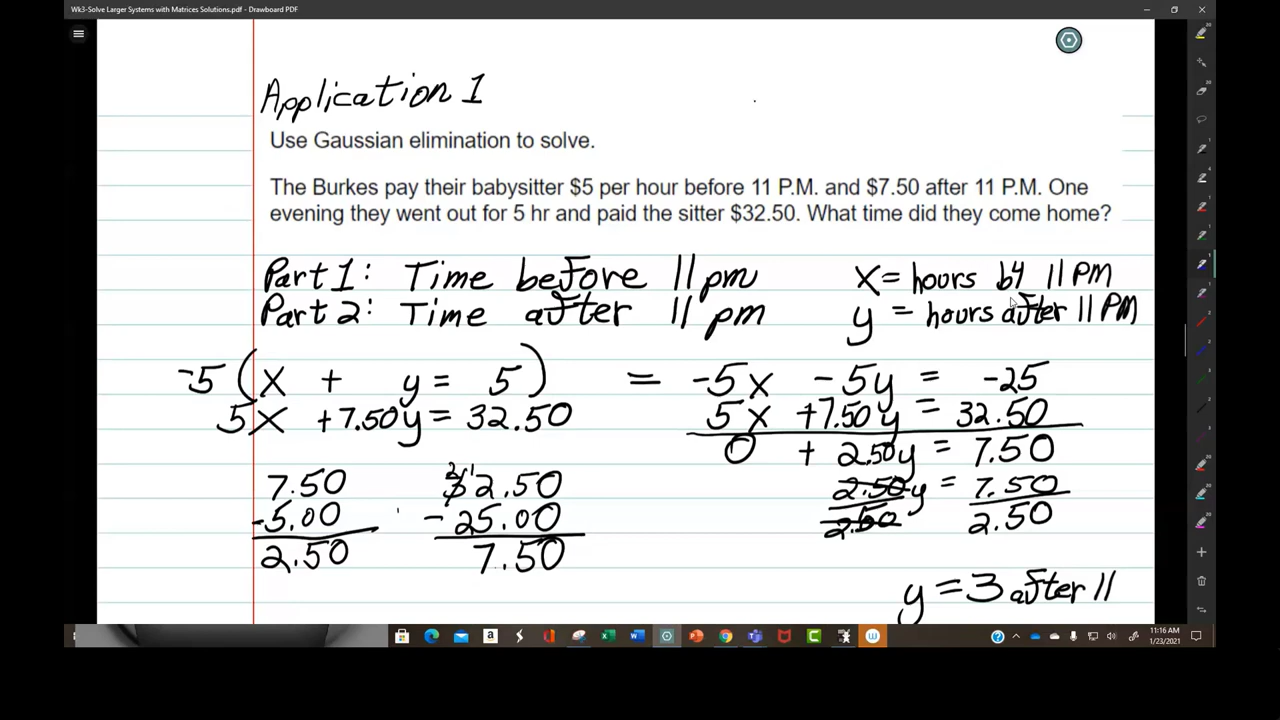 Wk3-Solve Larger Systems with Matrices Solutions.pdf - Drawboard PDF
Application 1
Use Gaussian elimination to solve.
The Burkes pay their babysitter $5 per hour before 11 P.M. and $7.50 after 11 P.M. One
evening they went out for 5 hr and paid the sitter $32.50. What time did they come home?
Part 1: Time before 11 pm
x = hours by 11 PM
Part 2: Time after 11 pm
y = hours after 11 PM
-5 (x + y = 5) = -5x - 5y = -25
5x + 7.50y = 32.50
5x + 7.50y = 32.50
0 + 2.50y = 7.50
7.50
-5.00
2.50
32.50
- 25.00
7.50
2.50y = 7.50
2.50 2.50
y = 3 after 11
11:16 AM
1/23/2021